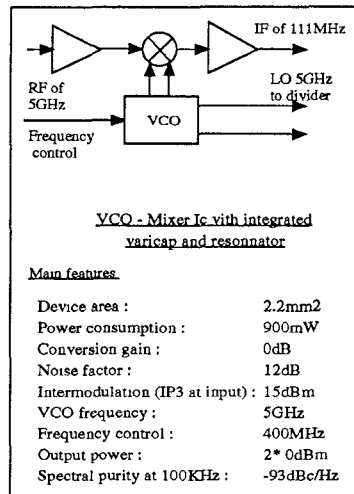 IF of 111MHz
RF of
5GHz
LO 5GHz
to divider
VCO
Frequency
control
VCO - Mixer Ic vith integrated
varicap and resonnator
Main features
Device area : 2.2mm2
Power consumption : 900mW
Conversion gain : 0dB
Noise factor : 12dB
Intermodulation (IP3 at input) : 15dBm
VCO frequency : 5GHz
Frequency control : 400MHz
Output power : 2* 0dBm
Spectral purity at 100KHz : -93dBc/Hz